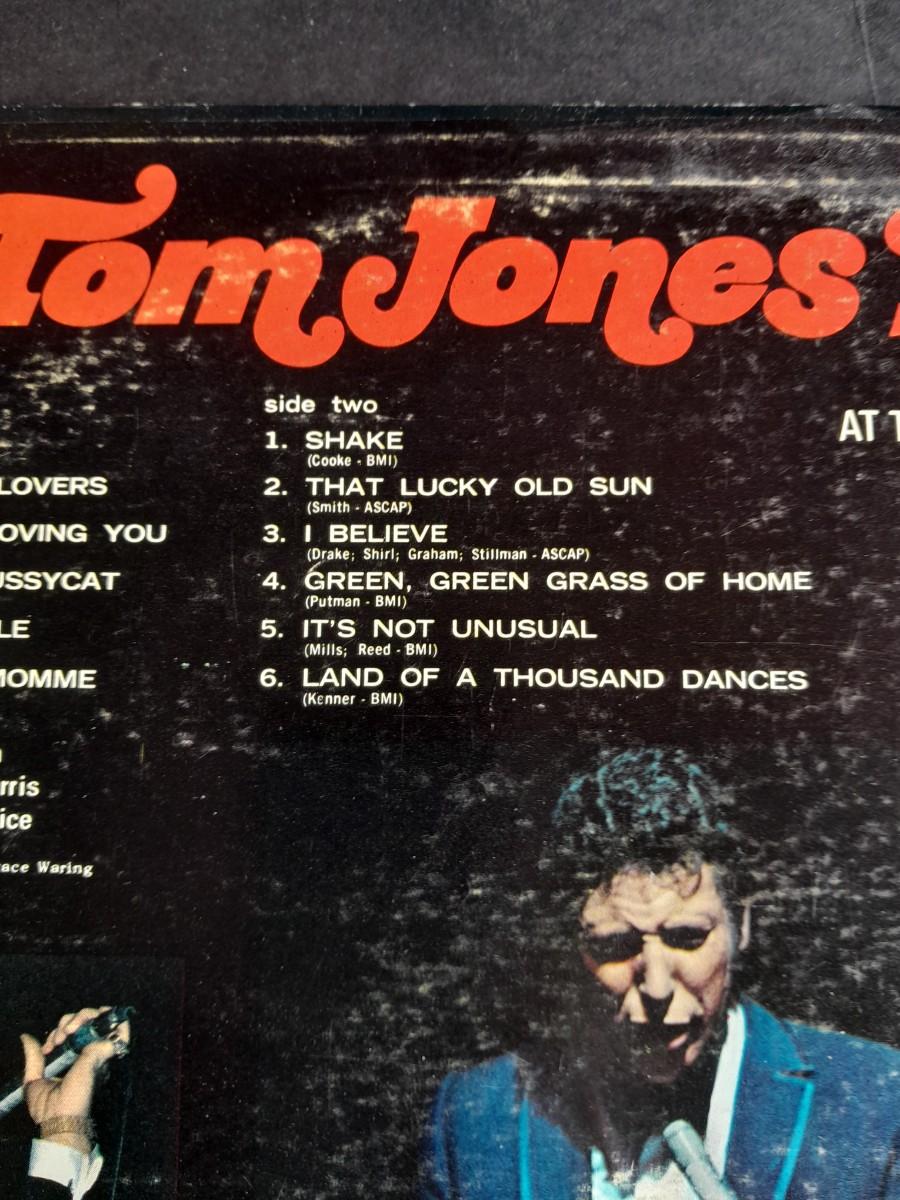 Tom Jones
side two
1. SHAKE
(Cooke - BMI)
LOVERS
2. THAT LUCKY OLD SUN
(Smith - ASCAP)
OVING YOU
3. I BELIEVE
(Drake; Shirl; Graham; Stillman - ASCAP)
USSYCAT
4. GREEN, GREEN GRASS OF HOME
(Putman - BMI)
LE
5. IT'S NOT UNUSUAL
(Mills; Reed - BMI)
MOMME
6. LAND OF A THOUSAND DANCES
(Kenner - BMI)
AT T
rris
ice
ace Waring